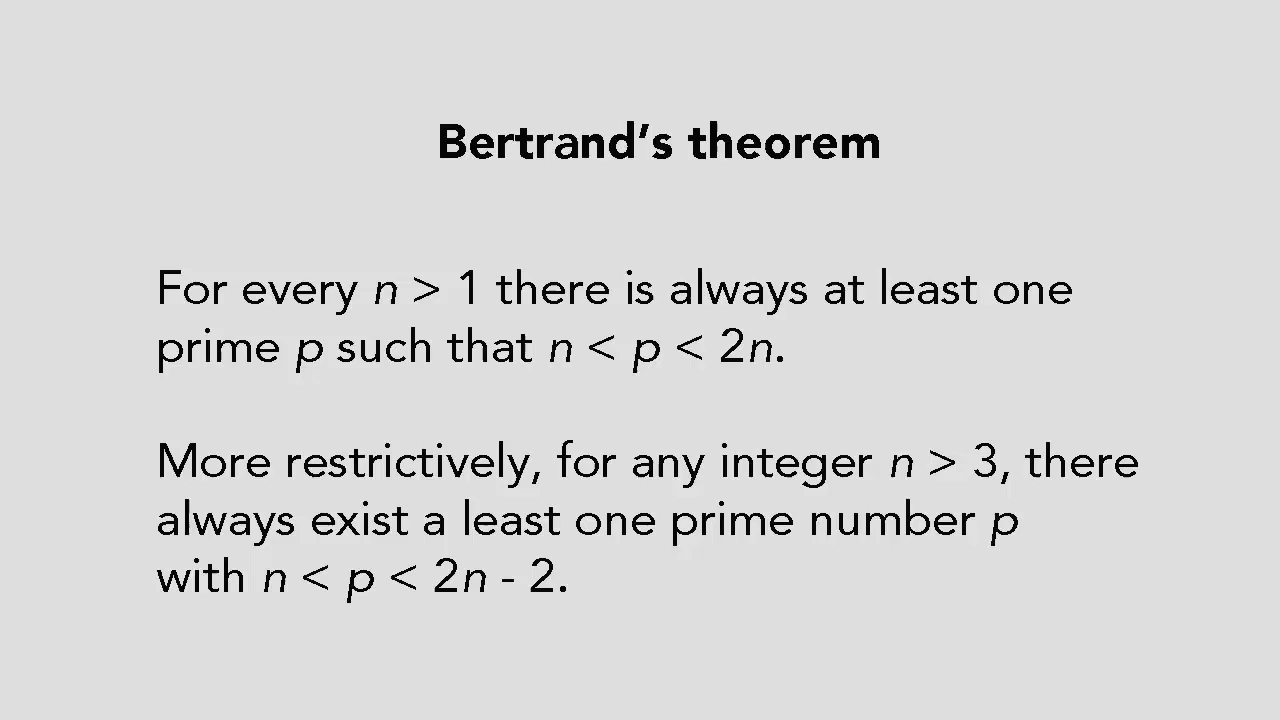 Bertrand’s theorem
For every n > 1 there is always at least one
prime p such that n < p < 2n.
More restrictively, for any integer n > 3, there
always exist a least one prime number p
with n < p < 2n - 2.